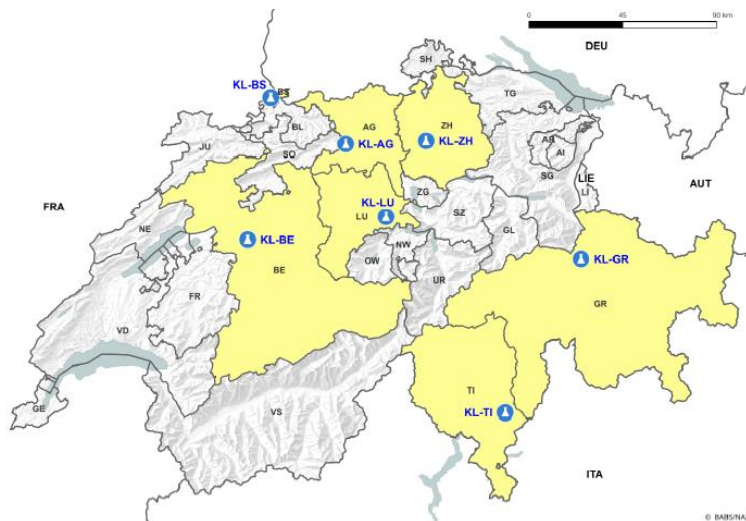 0 45 90 km
DEU
SH
KL-BS
BS
TG
BL
AG
ZH
KL-AG
KL-ZH
JU
SO
AR
AI
SG
LIE
LI
AUT
FRA
ZG
KL-LU
LU
SZ
NE
KL-BE
NW
OW
GL
KL-GR
BE
UR
FR
GR
VD
TI
GE
VS
KL-TI
ITA